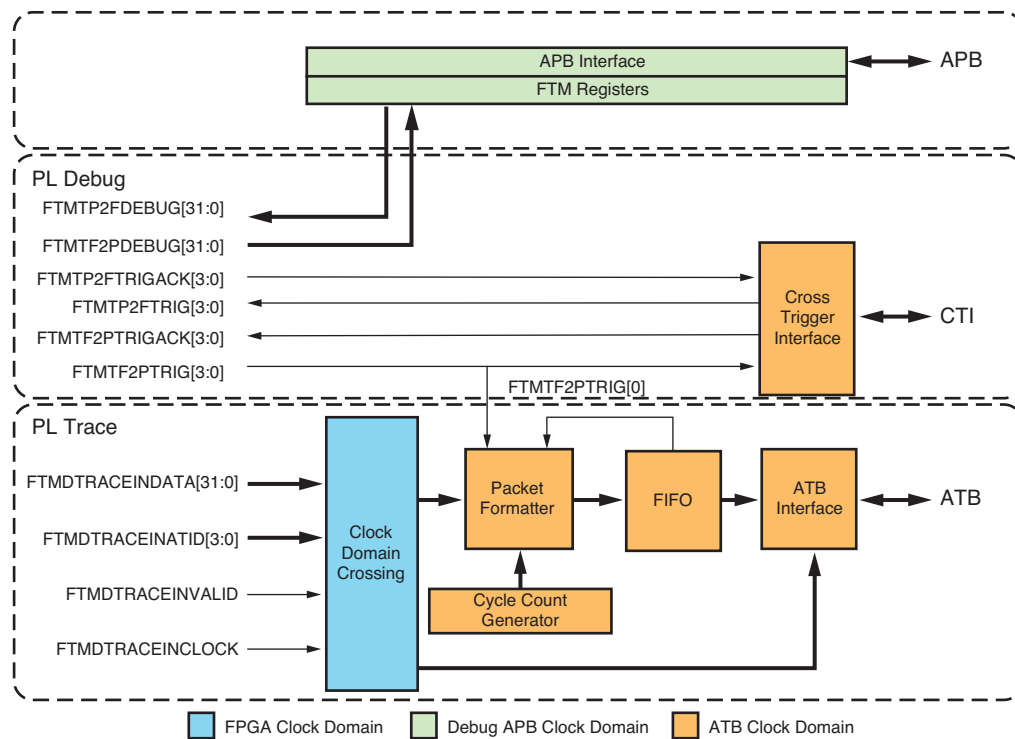 APB Interface
APB
FTM Registers
PL Debug
FTMTP2FDEBUG[31:0]
FTMTF2PDEBUG[31:0]
FTMTP2FTRIGACK[3:0]
FTMTP2FTRIG[3:0]
FTMTF2PTRIGACK[3:0]
FTMTF2PTRIG[3:0]
Cross
Trigger
Interface
CTI
FTMTF2PTRIG[0]
PL Trace
FTMDTRACEINDATA[31:0]
FTMDTRACEINATID[3:0]
FTMDTRACEINVALID
FTMDTRACEINCLOCK
Clock
Domain
Crossing
Packet
Formatter
FIFO
ATB
Interface
ATB
Cycle Count
Generator
FPGA Clock Domain
Debug APB Clock Domain
ATB Clock Domain